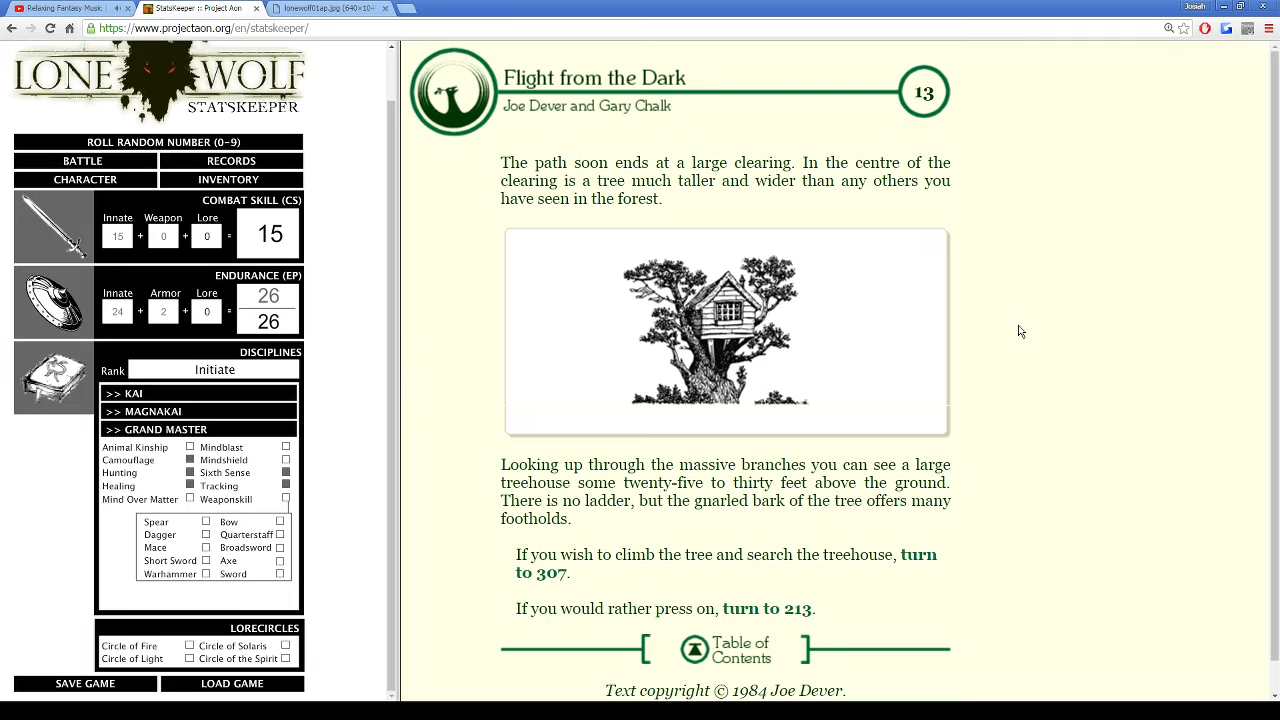 Relaxing Fantasy Music
StatsKeeper :: Project Aon
lonewolf01ap.jpg (640×104
Josiah
https://www.projectaon.org/en/statskeeper/
LONE WOLF
STATSKEEPER
ROLL RANDOM NUMBER (0-9)
BATTLE RECORDS
CHARACTER INVENTORY
COMBAT SKILL (CS)
Innate Weapon Lore
15 + 0 + 0 = 15
ENDURANCE (EP)
Innate Armor Lore 26
24 + 2 + 0 = 26
DISCIPLINES
Rank Initiate
>> KAI
>> MAGNAKAI
>> GRAND MASTER
Animal Kinship Mindblast
Camouflage Mindshield
Hunting Sixth Sense
Healing Tracking
Mind Over Matter Weaponskill
Spear Bow
Dagger Quarterstaff
Mace Broadsword
Short Sword Axe
Warhammer Sword
LORECIRCLES
Circle of Fire Circle of Solaris
Circle of Light Circle of the Spirit
SAVE GAME LOAD GAME
Flight from the Dark
Joe Dever and Gary Chalk
13
The path soon ends at a large clearing. In the centre of the
clearing is a tree much taller and wider than any others you
have seen in the forest.
Looking up through the massive branches you can see a large
treehouse some twenty-five to thirty feet above the ground.
There is no ladder, but the gnarled bark of the tree offers many
footholds.
If you wish to climb the tree and search the treehouse, turn
to 307.
If you would rather press on, turn to 213.
Table of
Contents
Text copyright © 1984 Joe Dever.